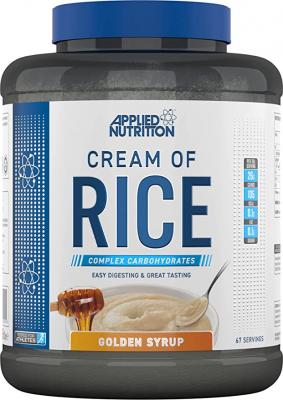 APPLIED
NUTRITION
CREAM OF
RICE
COMPLEX CARBOHYDRATES
EASY DIGESTING & GREAT TASTING
GOLDEN SYRUP
67 SERVINGS